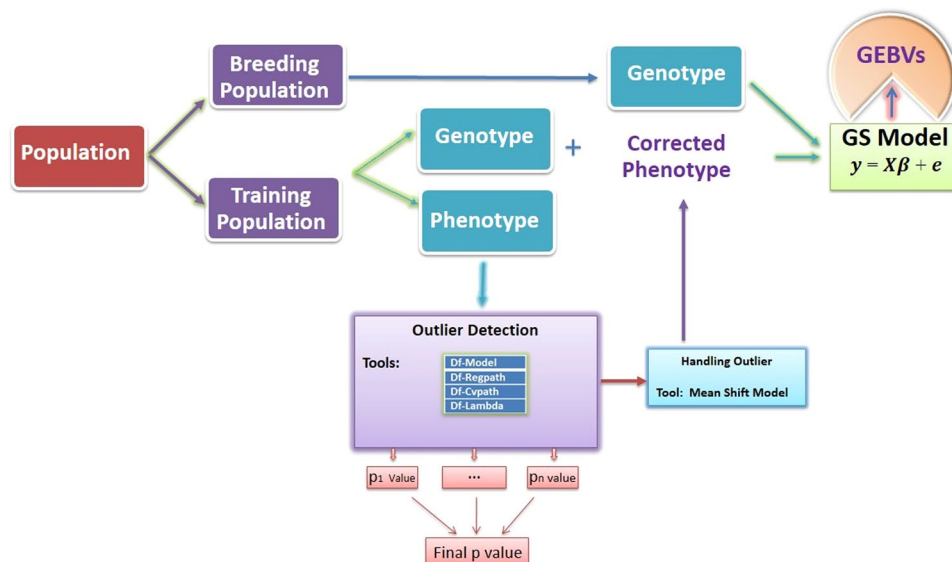 GEBVs
Breeding
Population
Genotype
Population
Genotype
+
Corrected
Phenotype
GS Model
y = Xβ + e
Training
Population
Phenotype
Outlier Detection
Tools:
Df-Model
Df-Regpath
Df-Cvpath
Df-Lambda
Handling Outlier
Tool: Mean Shift Model
p1 Value
...
pn value
Final p value